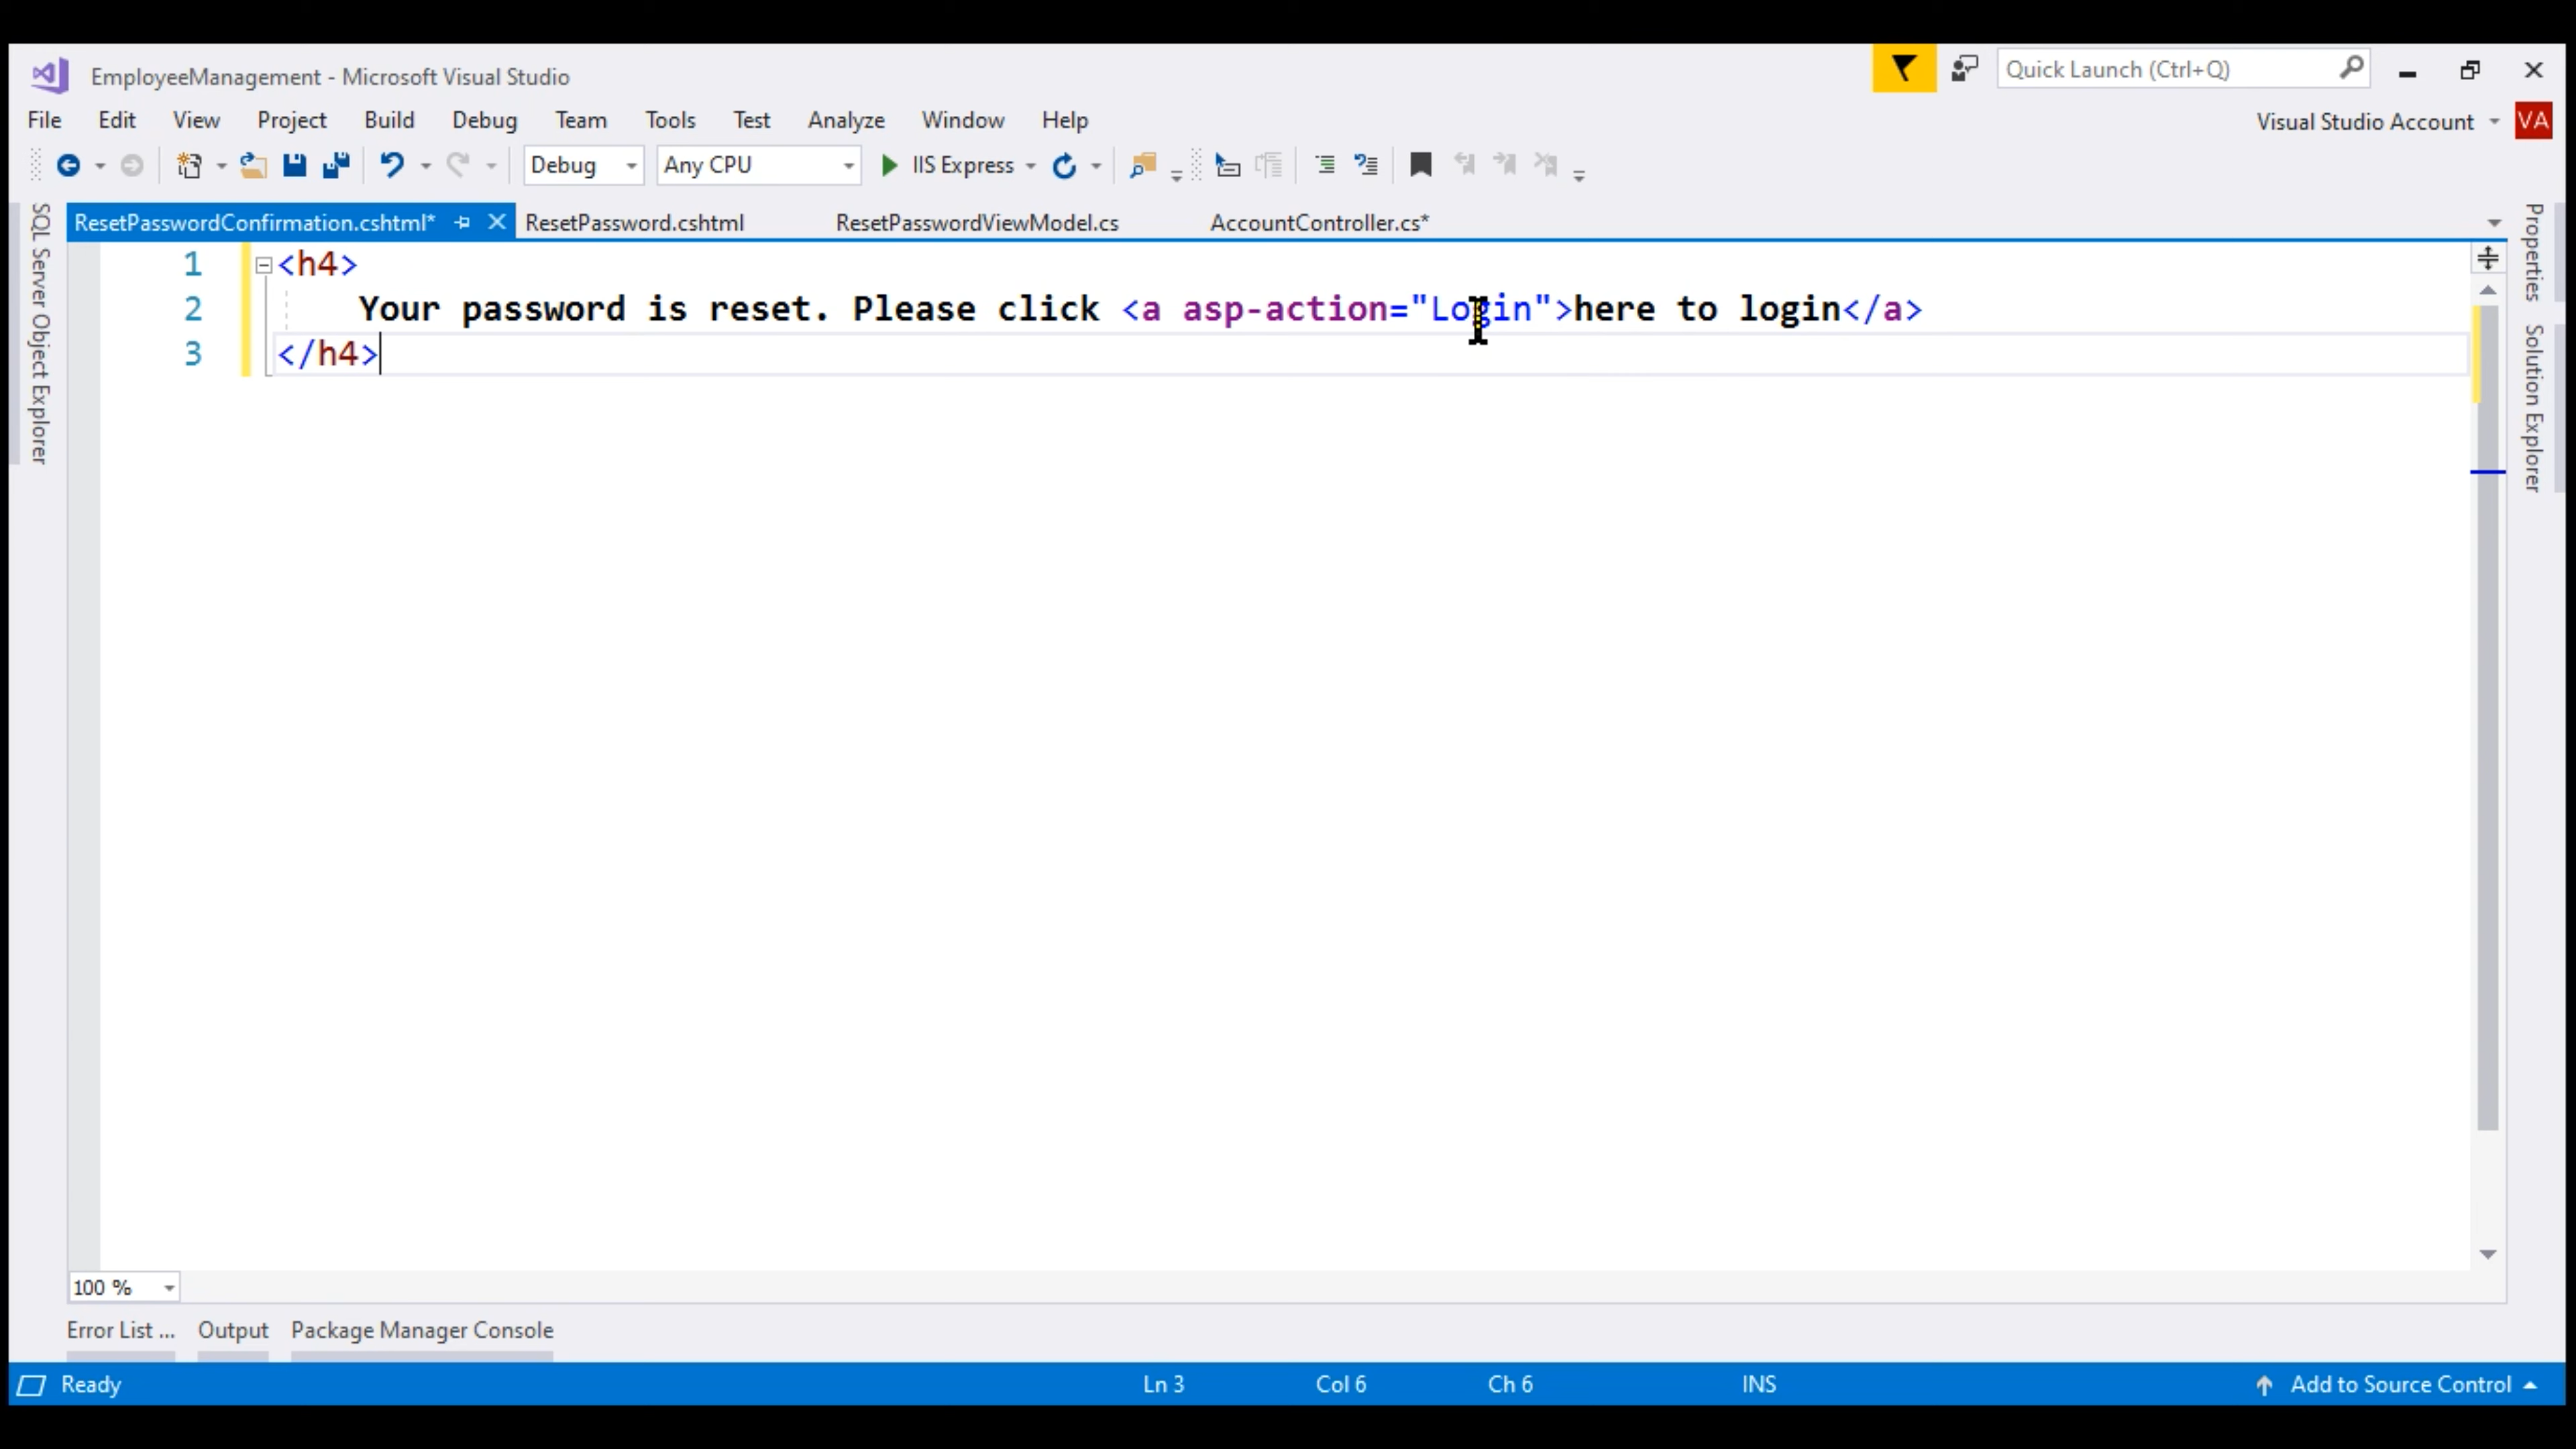 EmployeeManagement - Microsoft Visual Studio
Quick Launch (Ctrl+Q)
File Edit View Project Build Debug Team Tools Test Analyze Window Help
Visual Studio Account VA
Debug Any CPU IIS Express
SQL Server Object Explorer
ResetPasswordConfirmation.cshtml* ResetPassword.cshtml ResetPasswordViewModel.cs AccountController.cs*
Properties
Solution Explorer
1 <h4>
2 Your password is reset. Please click <a asp-action="Login">here to login</a>
3 </h4>
100 %
Error List ... Output Package Manager Console
Ready Ln 3 Col 6 Ch 6 INS Add to Source Control